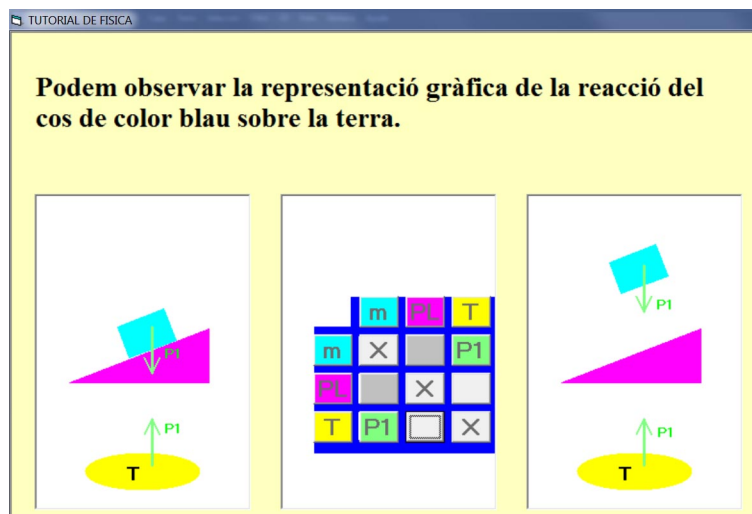 TUTORIAL DE FISICA
Podem observar la representació gràfica de la reacció del
cos de color blau sobre la terra.
P1
P1
T
m PL T
m X P1
PL X
T P1 X
P1
P1
T